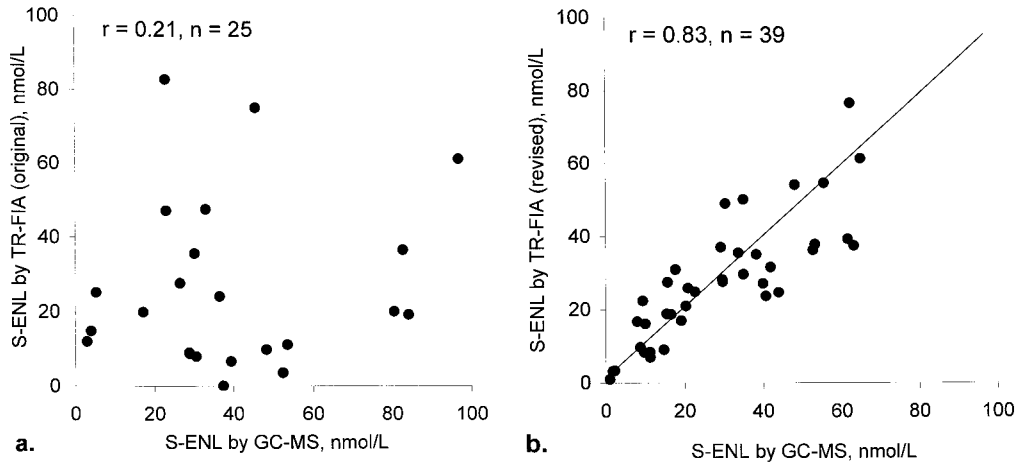 r = 0.21, n = 25
S-ENL by TR-FIA (original), nmol/L
100
80
60
40
20
0
0 20 40 60 80 100
S-ENL by GC-MS, nmol/L
a.
r = 0.83, n = 39
S-ENL by TR-FIA (revised), nmol/L
100
80
60
40
20
0
0 20 40 60 80 100
S-ENL by GC-MS, nmol/L
b.